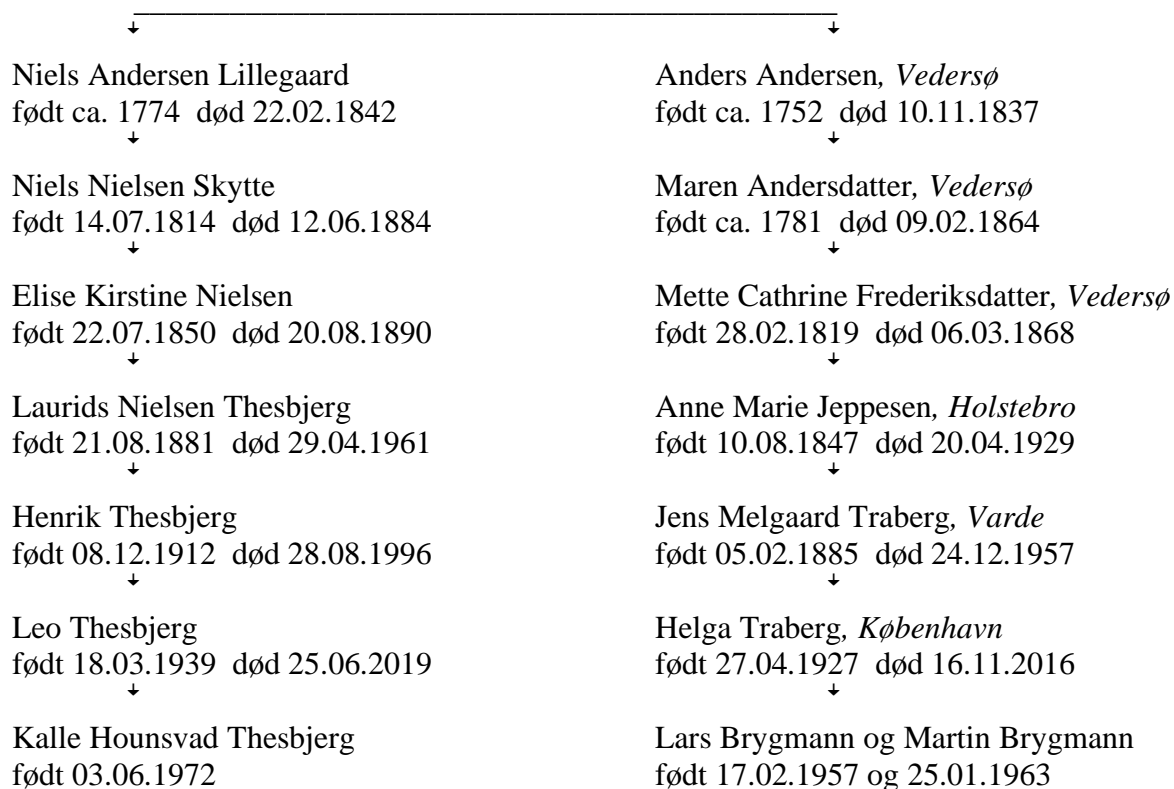 Niels Andersen Lillegaard
født ca. 1774 død 22.02.1842
Niels Nielsen Skytte
født 14.07.1814 død 12.06.1884
Elise Kirstine Nielsen
født 22.07.1850 død 20.08.1890
Laurids Nielsen Thesbjerg
født 21.08.1881 død 29.04.1961
Henrik Thesbjerg
født 08.12.1912 død 28.08.1996
Leo Thesbjerg
født 18.03.1939 død 25.06.2019
Kalle Hounsvad Thesbjerg
født 03.06.1972
Anders Andersen, Vedersø
født ca. 1752 død 10.11.1837
Maren Andersdatter, Vedersø
født ca. 1781 død 09.02.1864
Mette Cathrine Frederiksdatter, Vedersø
født 28.02.1819 død 06.03.1868
Anne Marie Jeppesen, Holstebro
født 10.08.1847 død 20.04.1929
Jens Melgaard Traberg, Varde
født 05.02.1885 død 24.12.1957
Helga Traberg, København
født 27.04.1927 død 16.11.2016
Lars Brygmann og Martin Brygmann
født 17.02.1957 og 25.01.1963